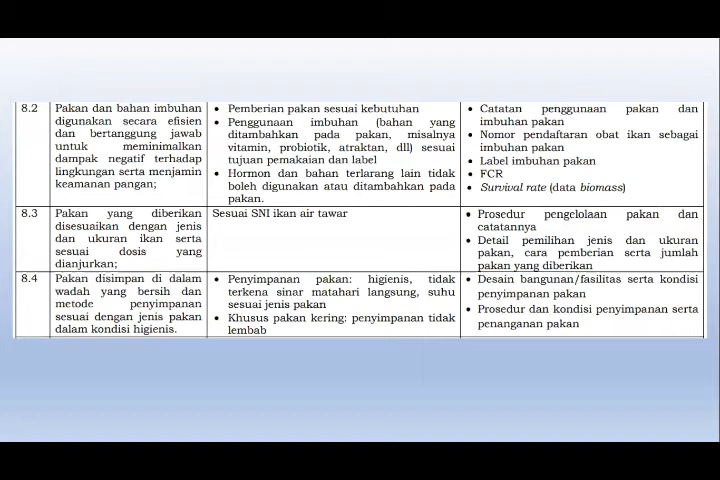 8.2
Pakan dan bahan imbuhan
digunakan secara efisien
dan bertanggung jawab
untuk meminimalkan
dampak negatif terhadap
lingkungan serta menjamin
keamanan pangan;
• Pemberian pakan sesuai kebutuhan
• Penggunaan imbuhan (bahan yang
ditambahkan pada pakan, misalnya
vitamin, probiotik, atraktan, dll) sesuai
tujuan pemakaian dan label
• Hormon dan bahan terlarang lain tidak
boleh digunakan atau ditambahkan pada
pakan.
• Catatan penggunaan pakan dan
imbuhan pakan
• Nomor pendaftaran obat ikan sebagai
imbuhan pakan
• Label imbuhan pakan
• FCR
• Survival rate (data biomass)
8.3
Pakan yang diberikan
disesuaikan dengan jenis
dan ukuran ikan serta
sesuai dosis yang
dianjurkan;
Sesuai SNI ikan air tawar
• Prosedur pengelolaan pakan dan
catatannya
• Detail pemilihan jenis dan ukuran
pakan, cara pemberian serta jumlah
pakan yang diberikan
8.4
Pakan disimpan di dalam
wadah yang bersih dan
metode penyimpanan
sesuai dengan jenis pakan
dalam kondisi higienis.
• Penyimpanan pakan: higienis, tidak
terkena sinar matahari langsung, suhu
sesuai jenis pakan
• Khusus pakan kering: penyimpanan tidak
lembab
• Desain bangunan/fasilitas serta kondisi
penyimpanan pakan
• Prosedur dan kondisi penyimpanan serta
penanganan pakan